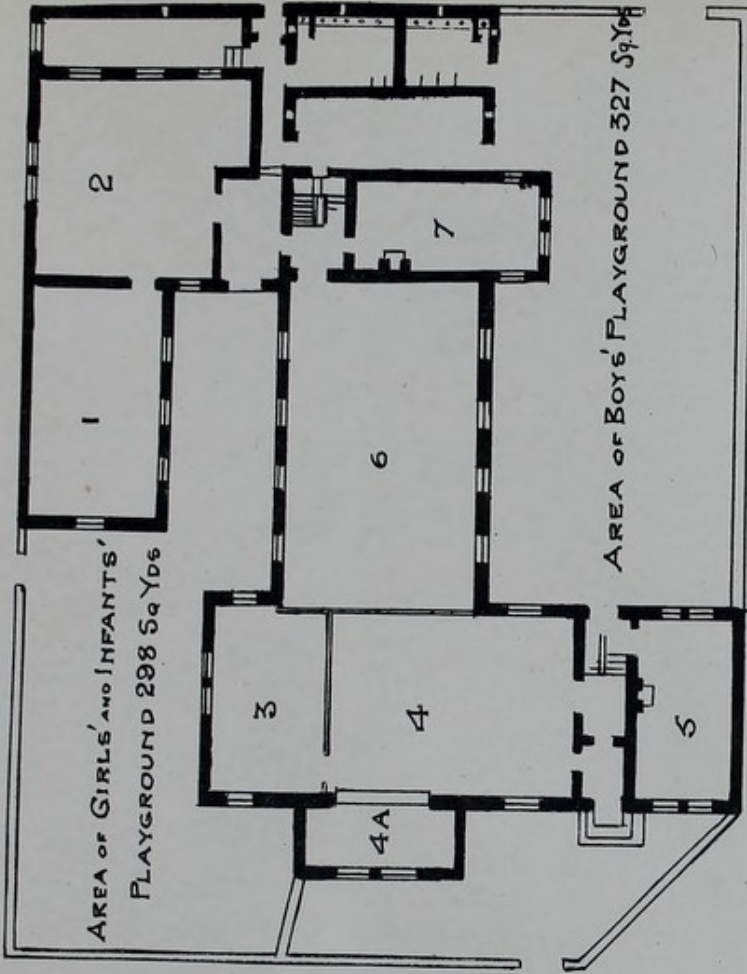 AREA OF GIRLS' AND INFANTS'
PLAYGROUND 298 Sq YDS
1
2
3
4
4A
5
6
7
AREA OF BOYS' PLAYGROUND 327 Sq.Yds